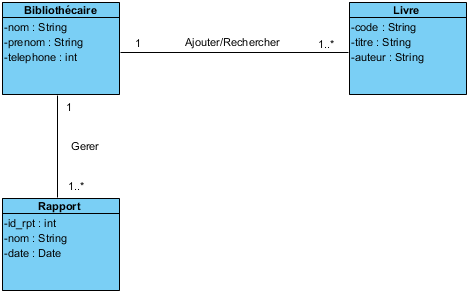 Bibliothécaire
-nom : String
-prenom : String
-telephone : int
1
Ajouter/Rechercher
1..*
Livre
-code : String
-titre : String
-auteur : String
1
Gerer
1..*
Rapport
-id_rpt : int
-nom : String
-date : Date